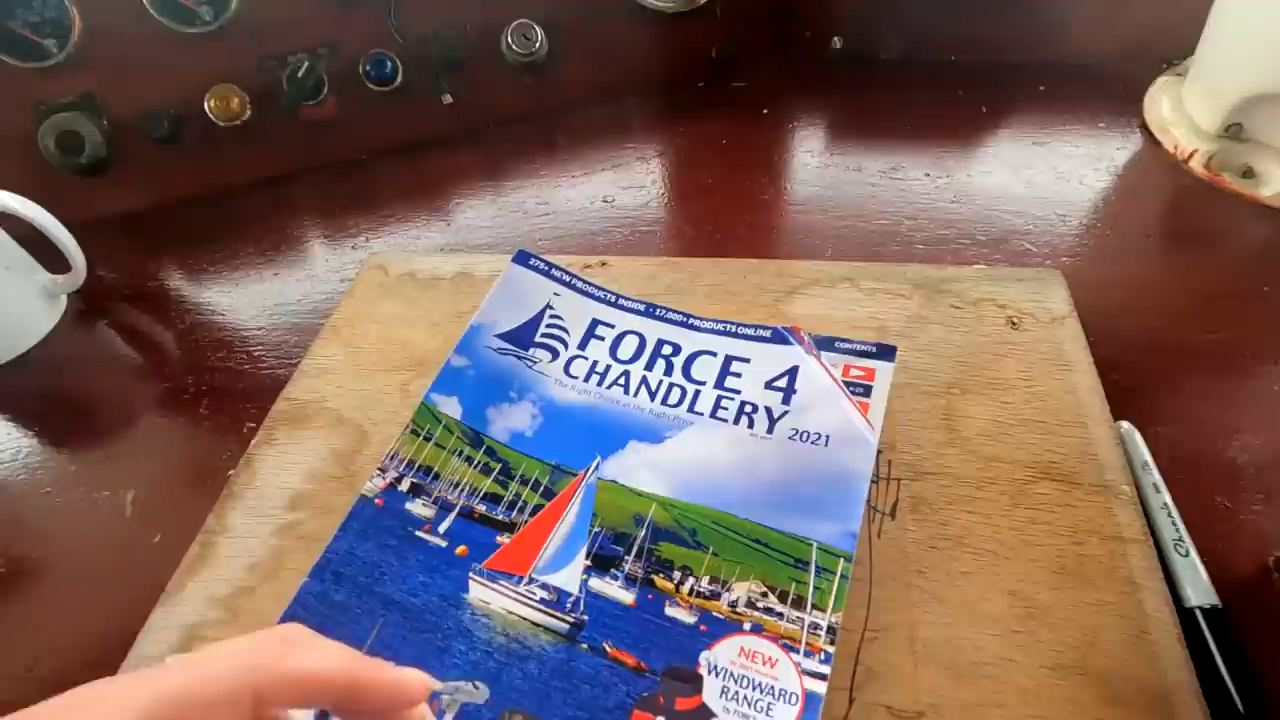 275+ NEW PRODUCTS INSIDE • 17,000+ PRODUCTS ONLINE
CONTENTS
FORCE 4
CHANDLERY
The Right Choice at the Right Price
2021
NEW
WINDWARD
RANGE